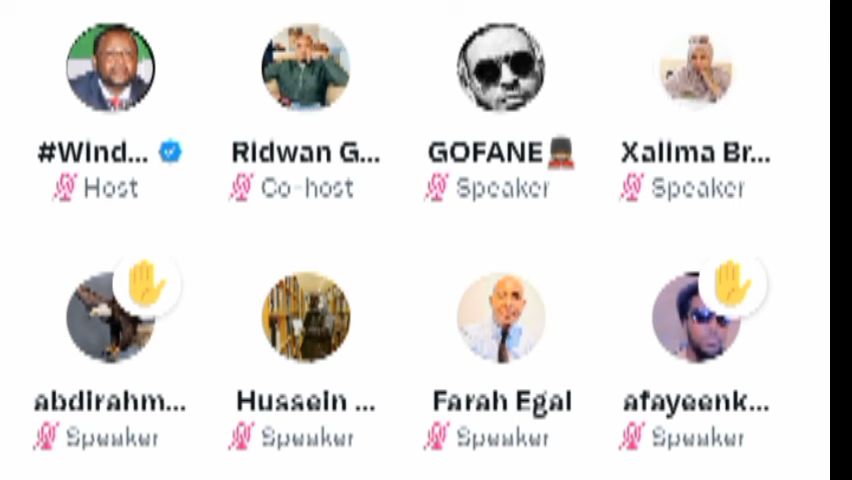 #Wind... Ridwan G... GOFANE Xalima Br...
Host Co-host Speaker Speaker
abdirahm... Hussein ... Farah Egal afayeenk...
Speaker Speaker Speaker Speaker